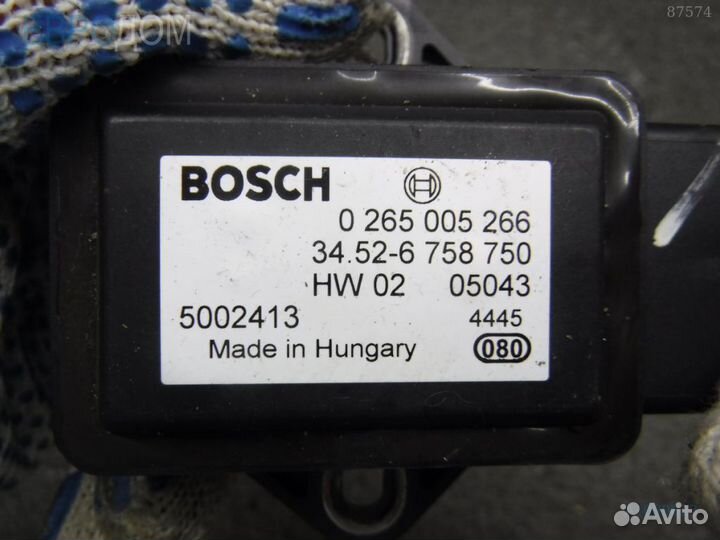 87574
ДОМ
BOSCH
0 265 005 266
34.52-6 758 750
HW 02 05043
5002413 4445
Made in Hungary 080
Avito